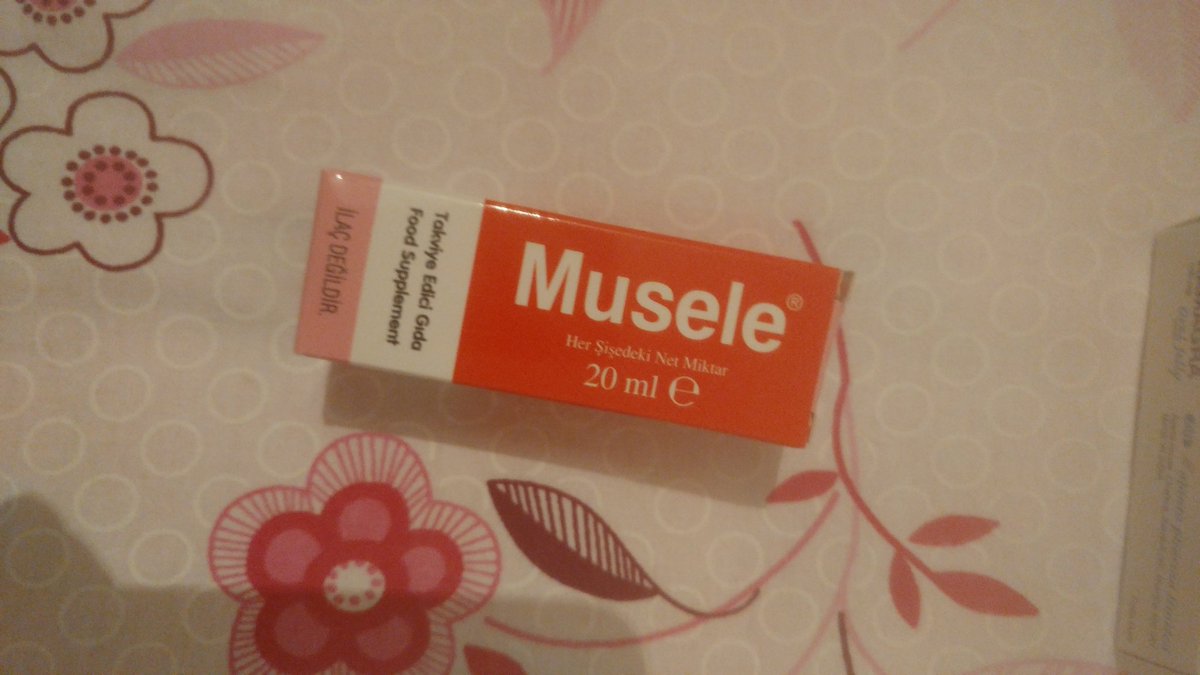 Musele®
Her Şişedeki Net Miktar
20 ml ℮
Takviye Edici Gıda
Food Supplement
İLAÇ DEĞİLDİR.